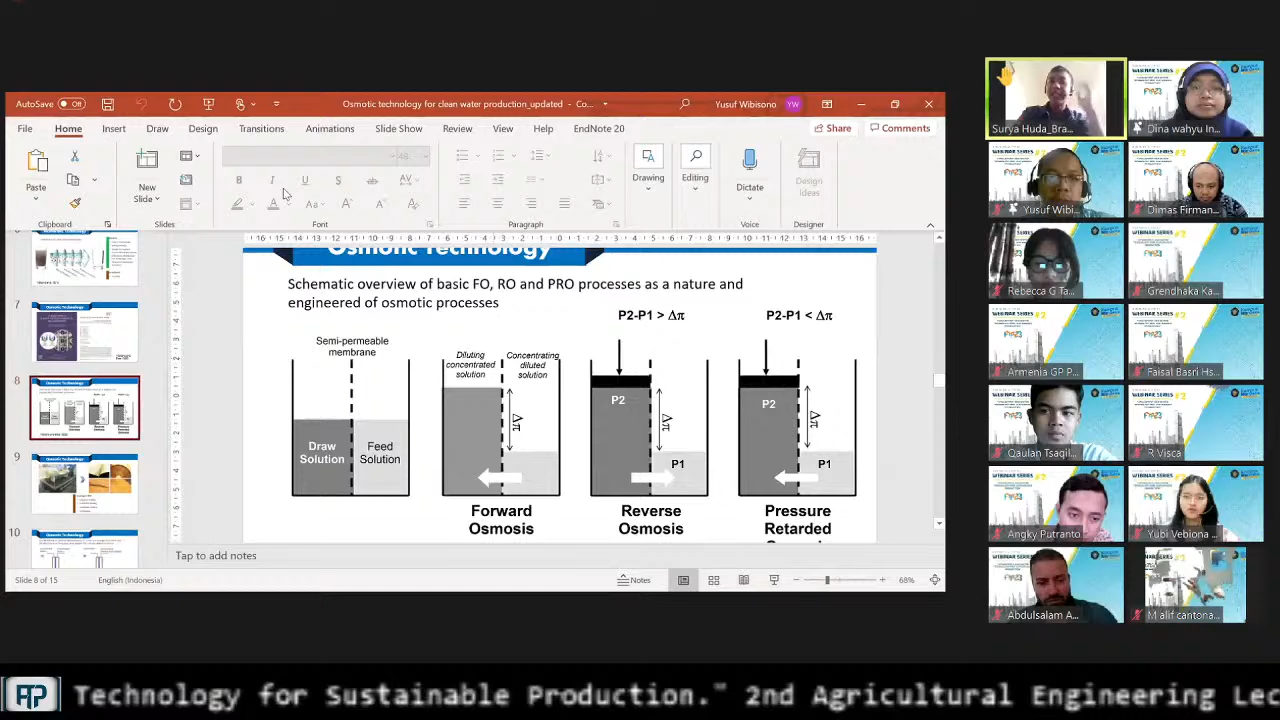 AutoSave
Off
Osmotic technology for clean water production_updated - Co...
Yusuf Wibisono
YW
File
Home
Insert
Draw
Design
Transitions
Animations
Slide Show
Review
View
Help
EndNote 20
Share
Comments
Paste
New
Slide
Drawing
Editing
Dictate
Design
Ideas
Clipboard
Slides
Font
Paragraph
Voice
Designer
7
8
9
10
Osmotic Technology
Schematic overview of basic FO, RO and PRO processes as a nature and
engineered of osmotic processes
P2-P1 > Δπ
P2-P1 < Δπ
Semi-permeable
membrane
Diluting
concentrated
solution
Concentrating
diluted
solution
Draw
Solution
Feed
Solution
Δπ
P2
Δπ
P1
P2
Δπ
P1
Forward
Osmosis
Reverse
Osmosis
Pressure
Retarded
Tap to add notes
Slide 8 of 15
English (Indonesia)
Notes
68%
Surya Huda_Bra...
Dina wahyu In...
Yusuf Wibi...
Dimas Firman...
Rebecca G Ta...
Grendhaka Ka...
Armenia GP P...
Faisal Basri Hs...
Qaulan Tsaqil...
R Visca
Angky Putranto
Yubi Vebiona ...
Abdulsalam A...
M alif cantona...
WEBINAR SERIES #2
Technology for Sustainable Production." 2nd Agricultural Engineering Lec